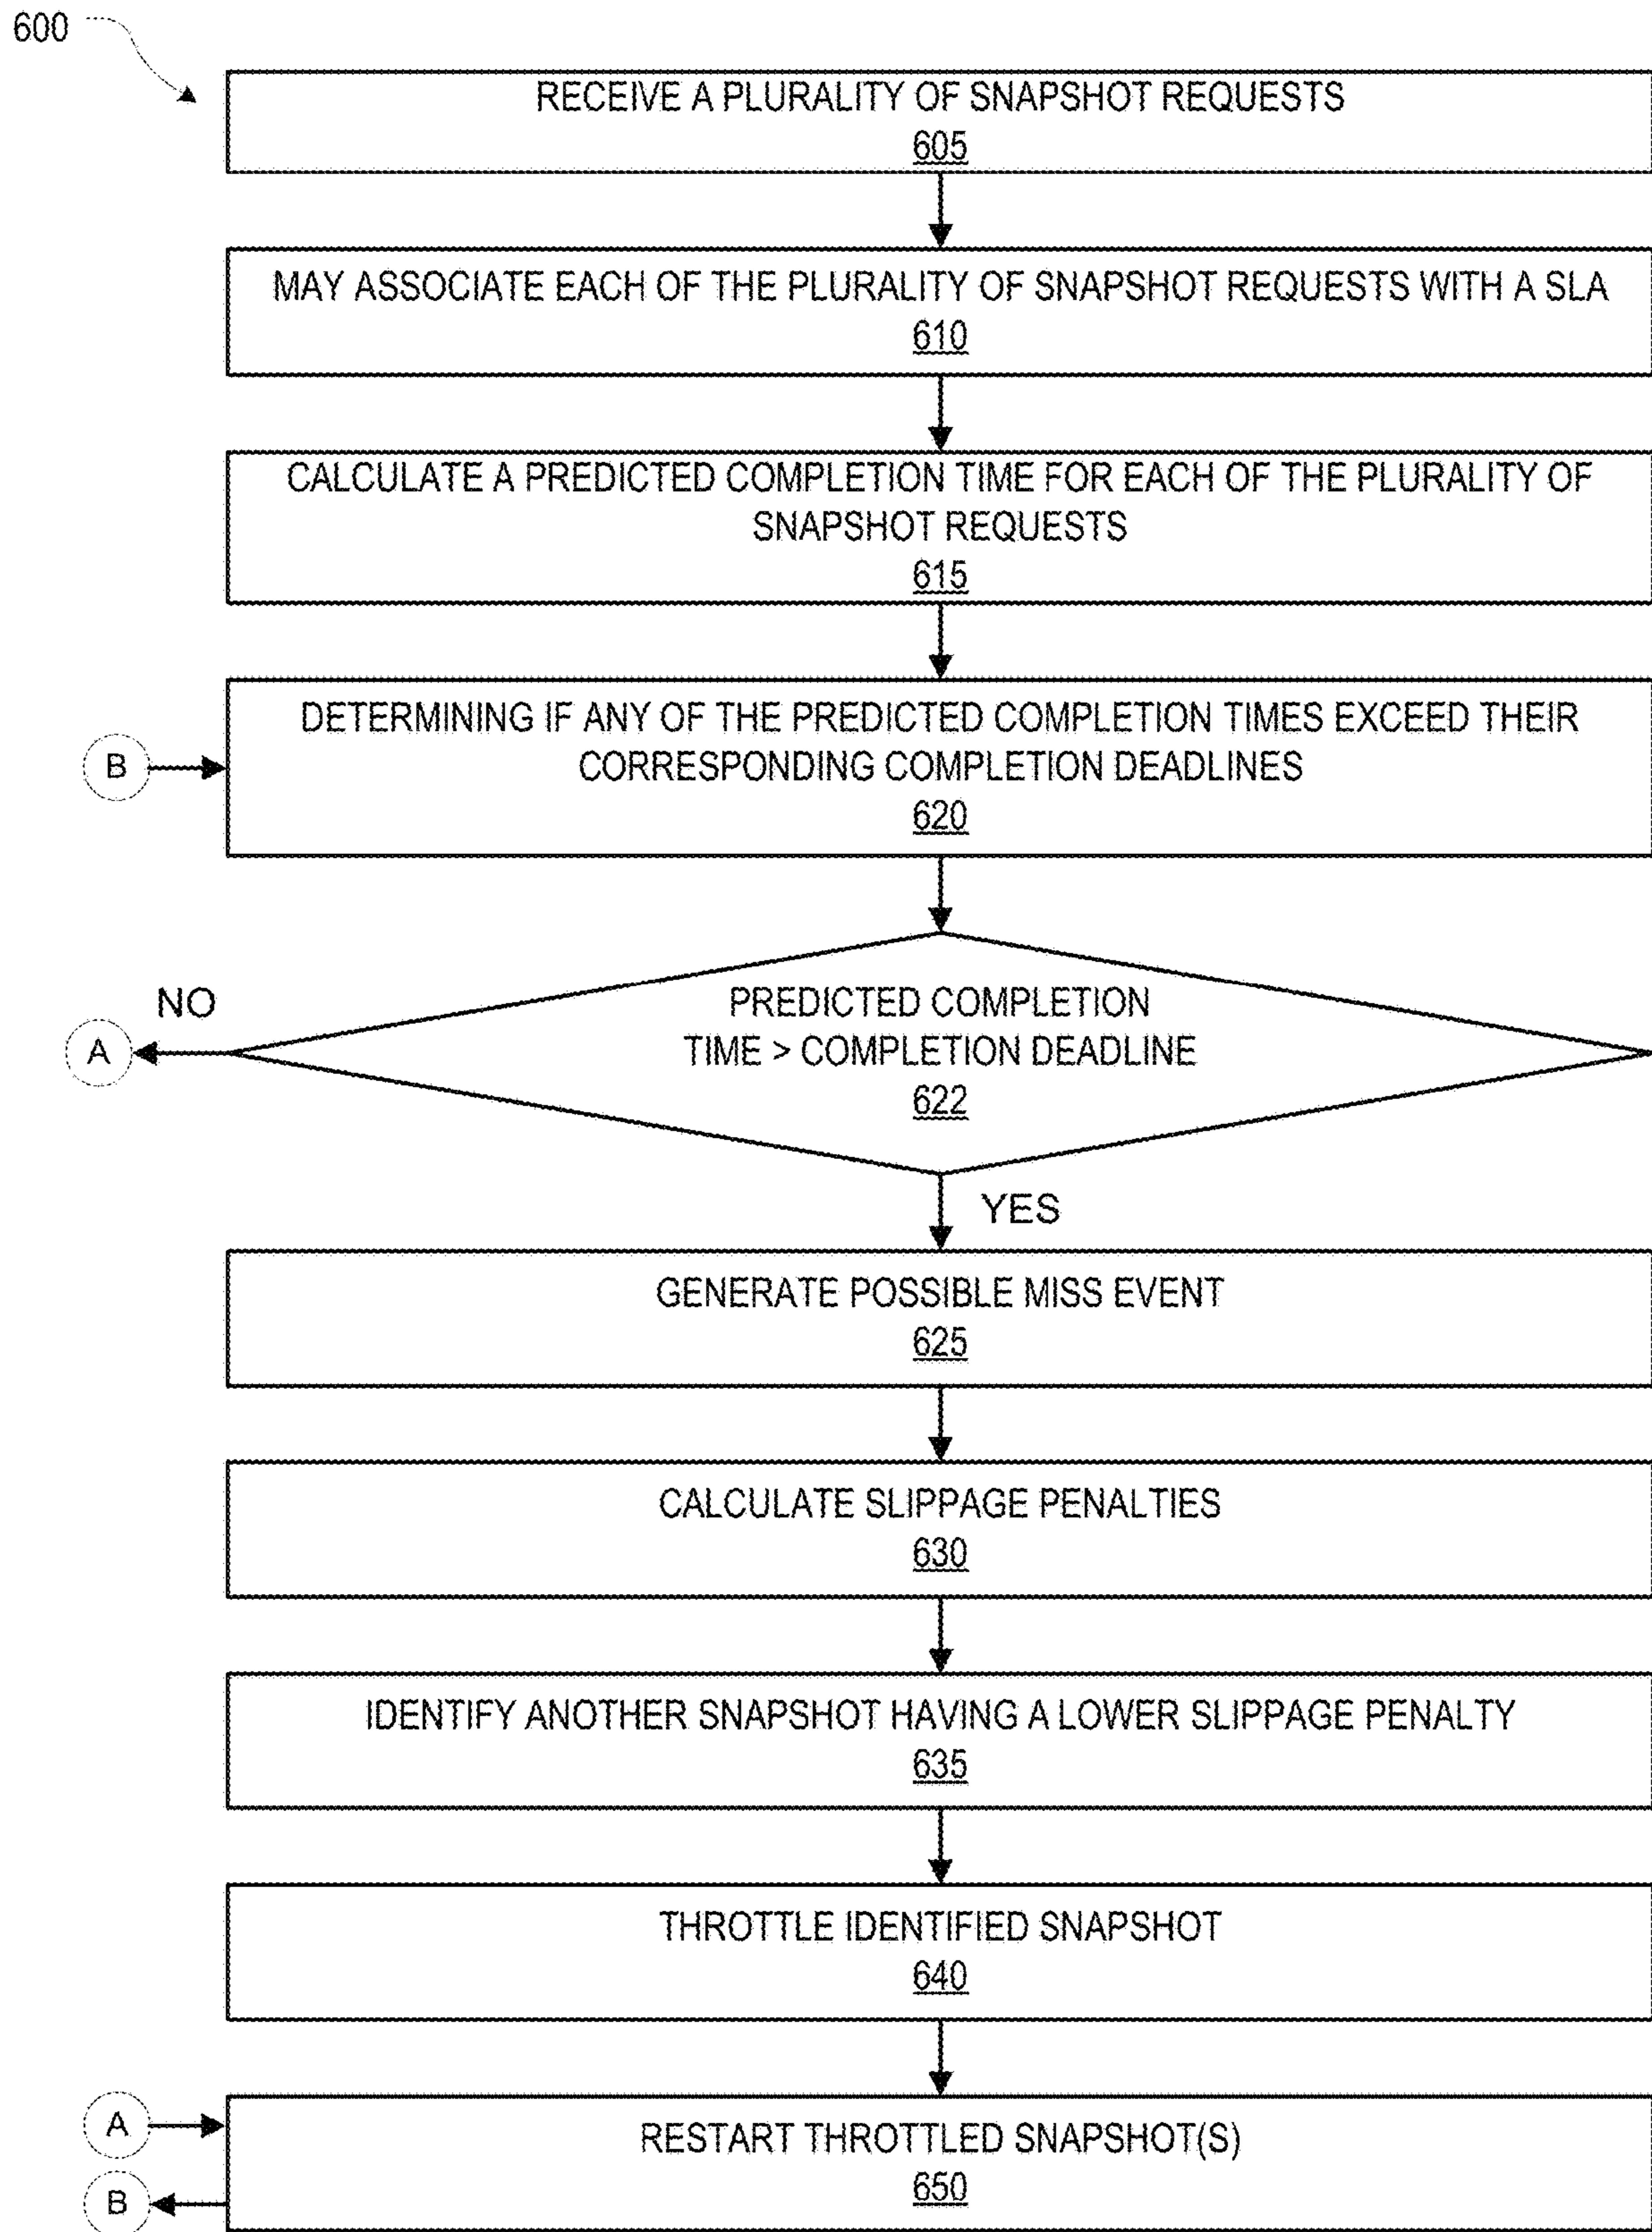 600
RECEIVE A PLURALITY OF SNAPSHOT REQUESTS
605
MAY ASSOCIATE EACH OF THE PLURALITY OF SNAPSHOT REQUESTS WITH A SLA
610
CALCULATE A PREDICTED COMPLETION TIME FOR EACH OF THE PLURALITY OF
SNAPSHOT REQUESTS
615
DETERMINING IF ANY OF THE PREDICTED COMPLETION TIMES EXCEED THEIR
CORRESPONDING COMPLETION DEADLINES
620
B
PREDICTED COMPLETION
TIME > COMPLETION DEADLINE
622
NO
A
YES
GENERATE POSSIBLE MISS EVENT
625
CALCULATE SLIPPAGE PENALTIES
630
IDENTIFY ANOTHER SNAPSHOT HAVING A LOWER SLIPPAGE PENALTY
635
THROTTLE IDENTIFIED SNAPSHOT
640
A
RESTART THROTTLED SNAPSHOT(S)
650
B